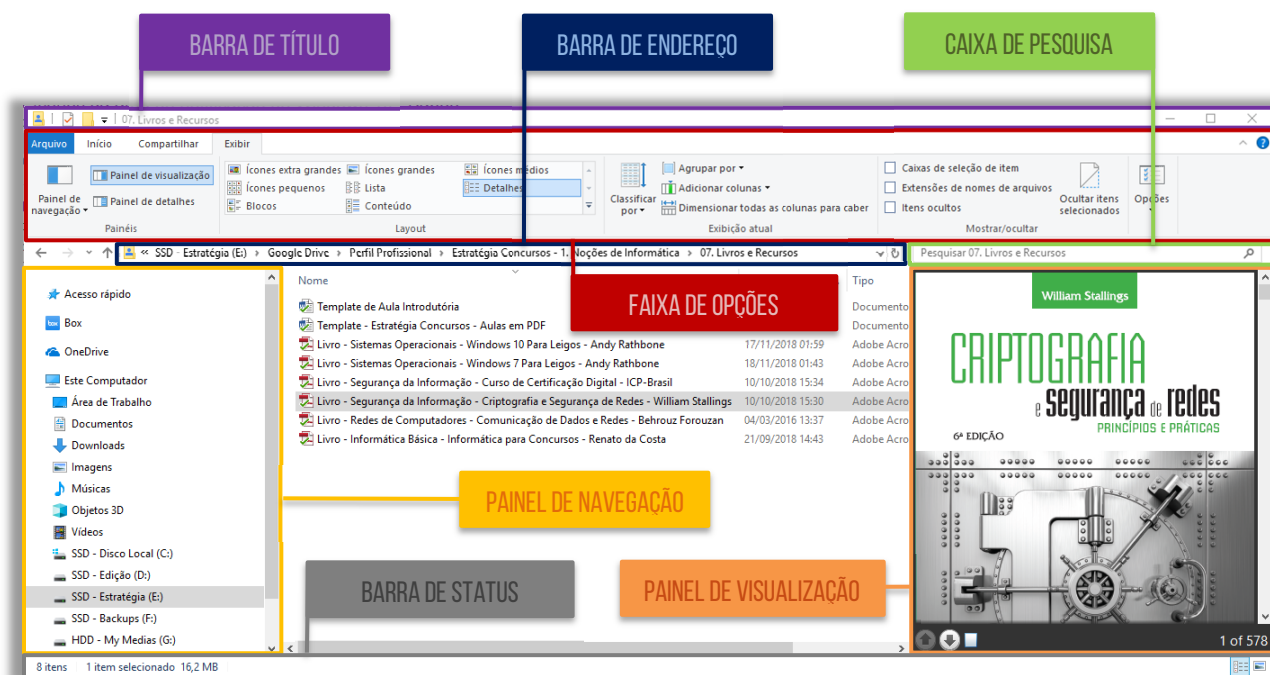 BARRA DE TÍTULO
BARRA DE ENDEREÇO
CAIXA DE PESQUISA
07. Livros e Recursos
Arquivo Início Compartilhar Exibir
Painel de navegação
Painel de visualização
Painel de detalhes
Painéis
Ícones extra grandes Ícones grandes Ícones médios
Ícones pequenos Lista Detalhes
Blocos Conteúdo
Layout
Classificar por
Agrupar por
Adicionar colunas
Dimensionar todas as colunas para caber
Exibição atual
Caixas de seleção de item
Extensões de nomes de arquivos
Itens ocultos
Ocultar itens selecionados
Mostrar/ocultar
Opções
« SSD - Estratégia (E:) > Google Drive > Perfil Profissional > Estratégia Concursos - 1. Noções de Informática > 07. Livros e Recursos
Pesquisar 07. Livros e Recursos
FAIXA DE OPÇÕES
Acesso rápido
Box
OneDrive
Este Computador
Área de Trabalho
Documentos
Downloads
Imagens
Músicas
Objetos 3D
Vídeos
SSD - Disco Local (C:)
SSD - Edição (D:)
SSD - Estratégia (E:)
SSD - Backups (F:)
HDD - My Medias (G:)
Nome Tipo
Template de Aula Introdutória Documento
Template - Estratégia Concursos - Aulas em PDF Documento
Livro - Sistemas Operacionais - Windows 10 Para Leigos - Andy Rathbone 17/11/2018 01:59 Adobe Acro
Livro - Sistemas Operacionais - Windows 7 Para Leigos - Andy Rathbone 18/11/2018 01:43 Adobe Acro
Livro - Segurança da Informação - Curso de Certificação Digital - ICP-Brasil 10/10/2018 15:34 Adobe Acro
Livro - Segurança da Informação - Criptografia e Segurança de Redes - William Stallings 10/10/2018 15:30 Adobe Acro
Livro - Redes de Computadores - Comunicação de Dados e Redes - Behrouz Forouzan 04/03/2016 13:37 Adobe Acro
Livro - Informática Básica - Informática para Concursos - Renato da Costa 21/09/2018 14:43 Adobe Acro
William Stallings
CRIPTOGRAFIA
e segurança de redes
PRINCÍPIOS E PRÁTICAS
6ª EDIÇÃO
PAINEL DE NAVEGAÇÃO
BARRA DE STATUS
PAINEL DE VISUALIZAÇÃO
1 of 578
8 itens 1 item selecionado 16,2 MB